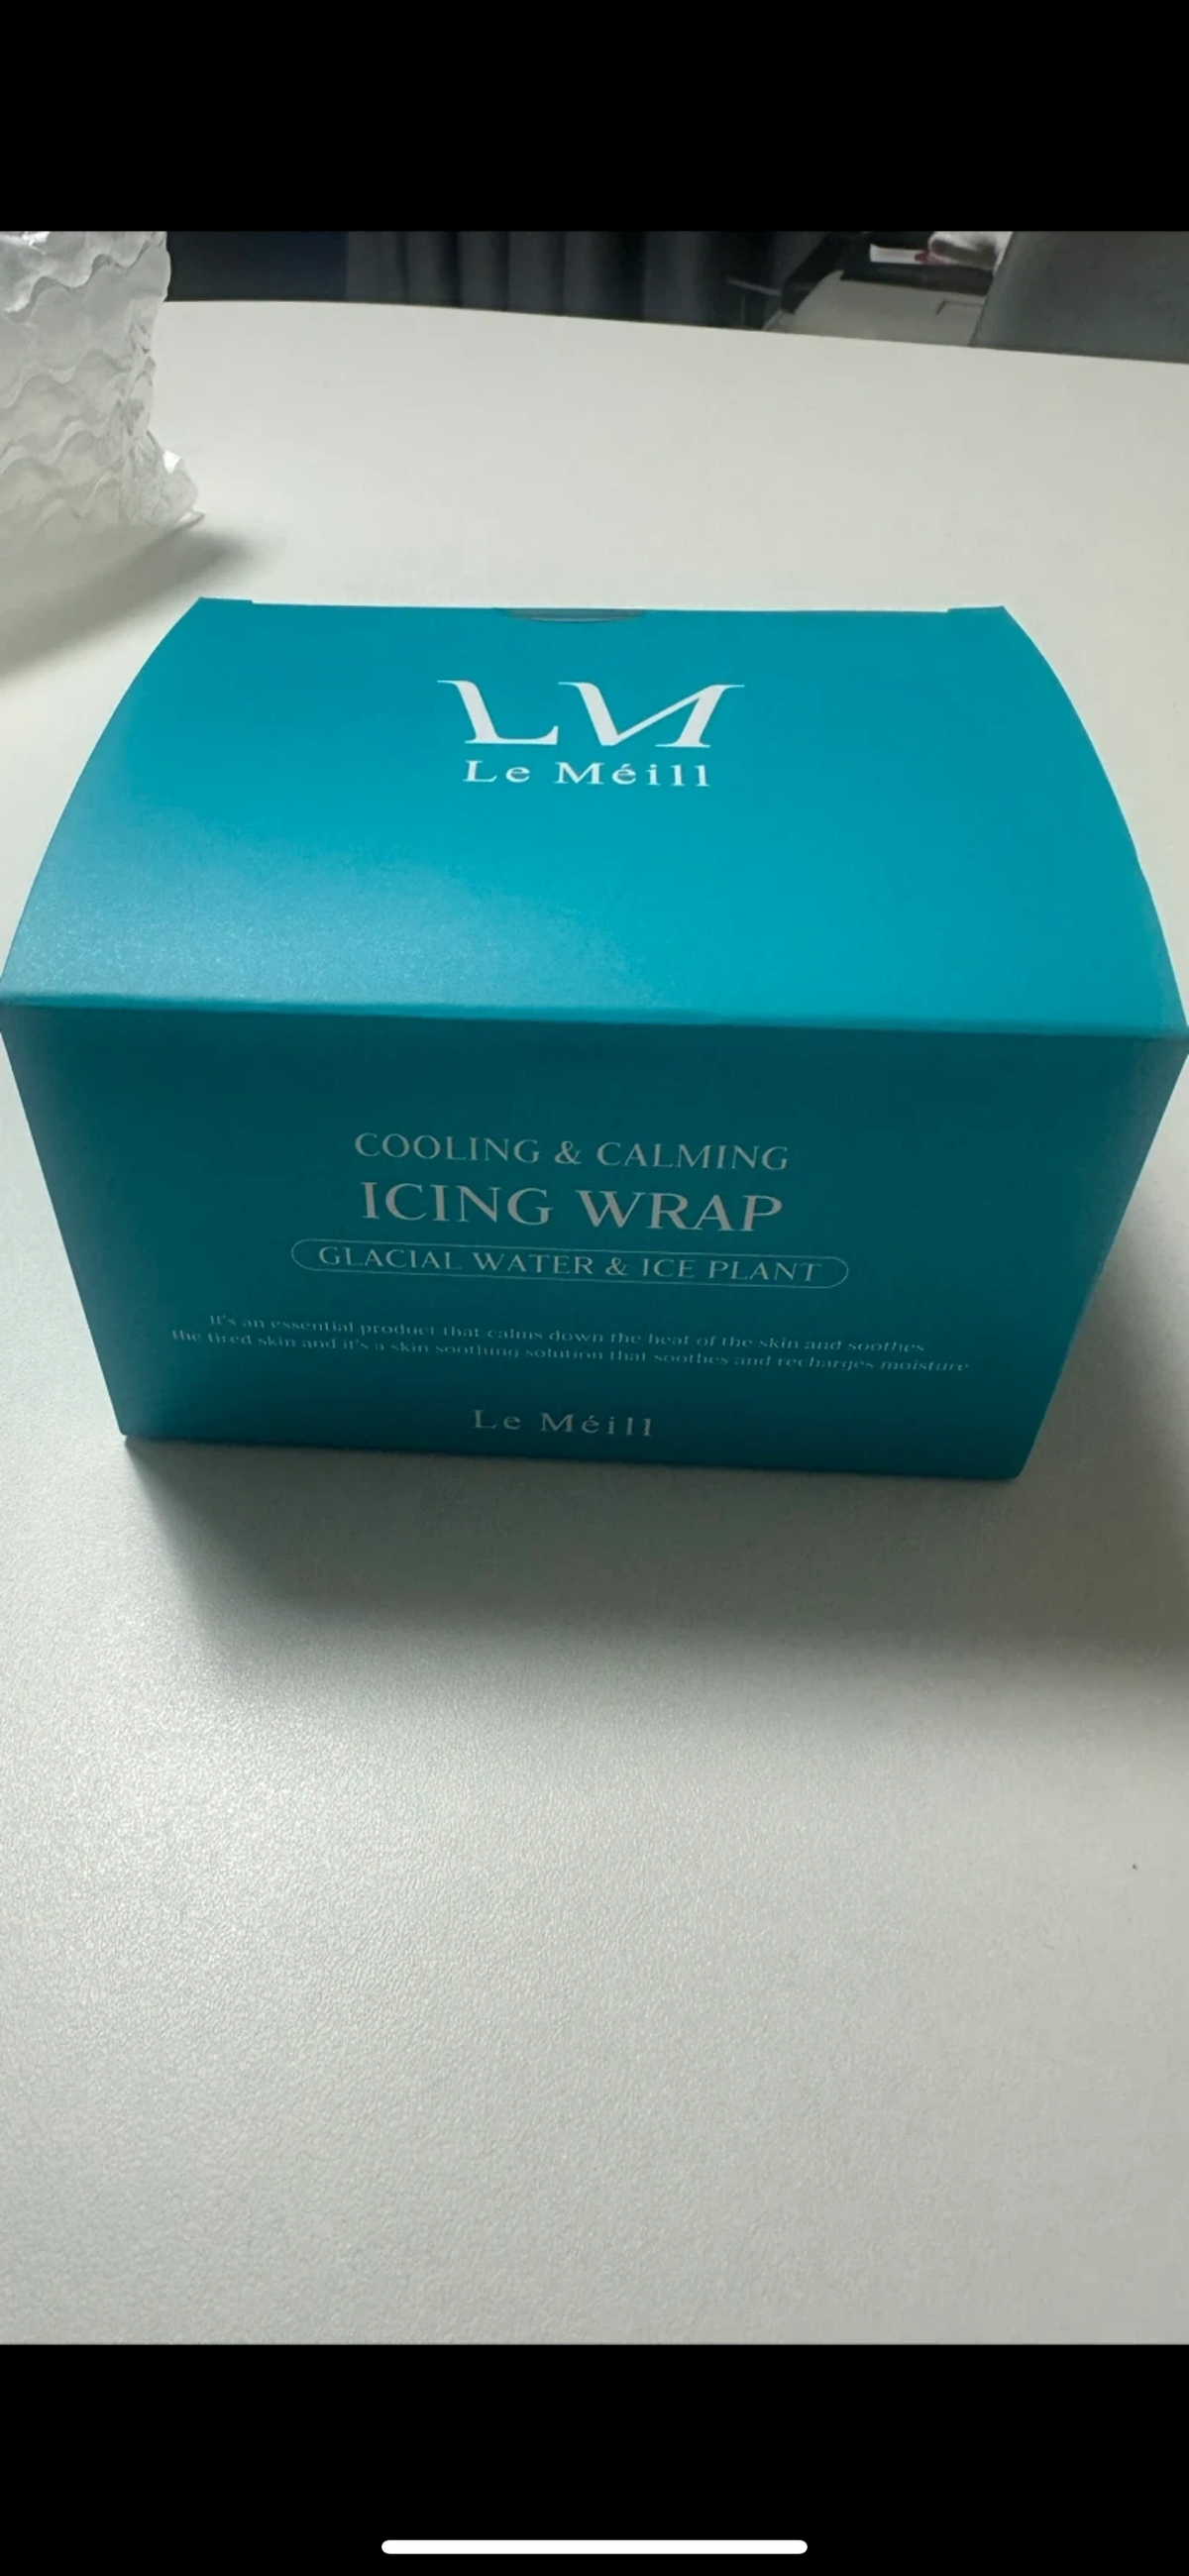 LM
Le Méill
COOLING & CALMING
ICING WRAP
GLACIAL WATER & ICE PLANT
It's an essential product that calms down the heat of the skin and soothes
the tired skin and it's a skin soothing solution that soothes and recharges moisture
Le Méill